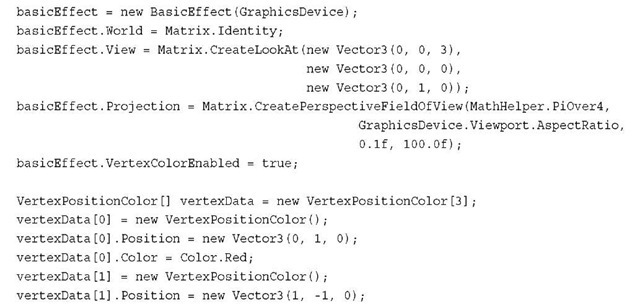 basicEffect = new BasicEffect(GraphicsDevice);
basicEffect.World = Matrix.Identity;
basicEffect.View = Matrix.CreateLookAt(new Vector3(0, 0, 3),
new Vector3(0, 0, 0),
new Vector3(0, 1, 0));
basicEffect.Projection = Matrix.CreatePerspectiveFieldOfView(MathHelper.PiOver4,
GraphicsDevice.Viewport.AspectRatio,
0.1f, 100.0f);
basicEffect.VertexColorEnabled = true;
VertexPositionColor[] vertexData = new VertexPositionColor[3];
vertexData[0] = new VertexPositionColor();
vertexData[0].Position = new Vector3(0, 1, 0);
vertexData[0].Color = Color.Red;
vertexData[1] = new VertexPositionColor();
vertexData[1].Position = new Vector3(1, -1, 0);